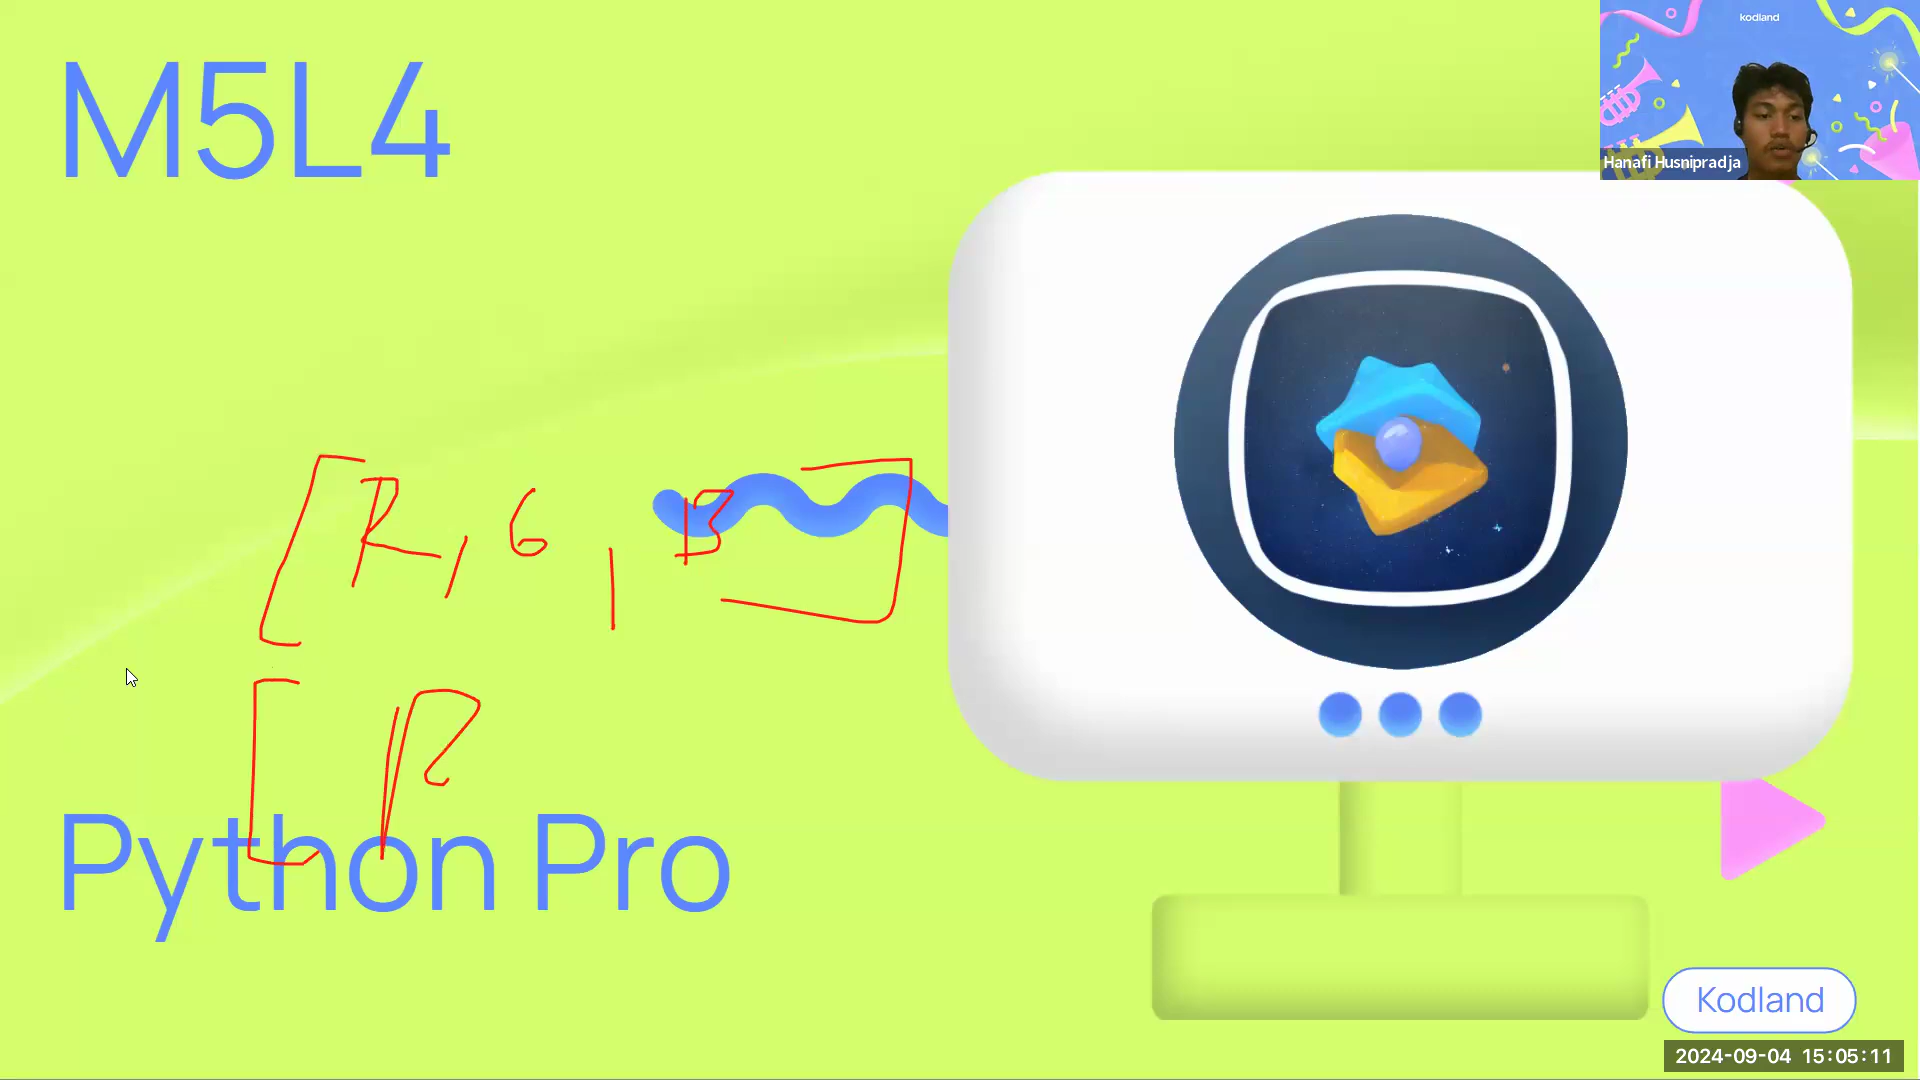 M5L4
kodland
Hanafi Husnipradja
[R, G, B]
[ R
Python Pro
Kodland
2024-09-04 15:05:11